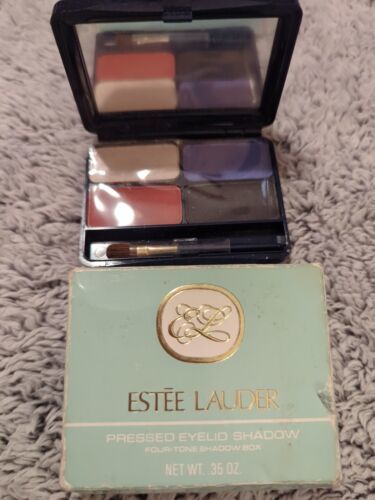 EL
ESTĒE LAUDER
PRESSED EYELID SHADOW
FOUR-TONE SHADOW BOX
NET WT. .35 OZ.